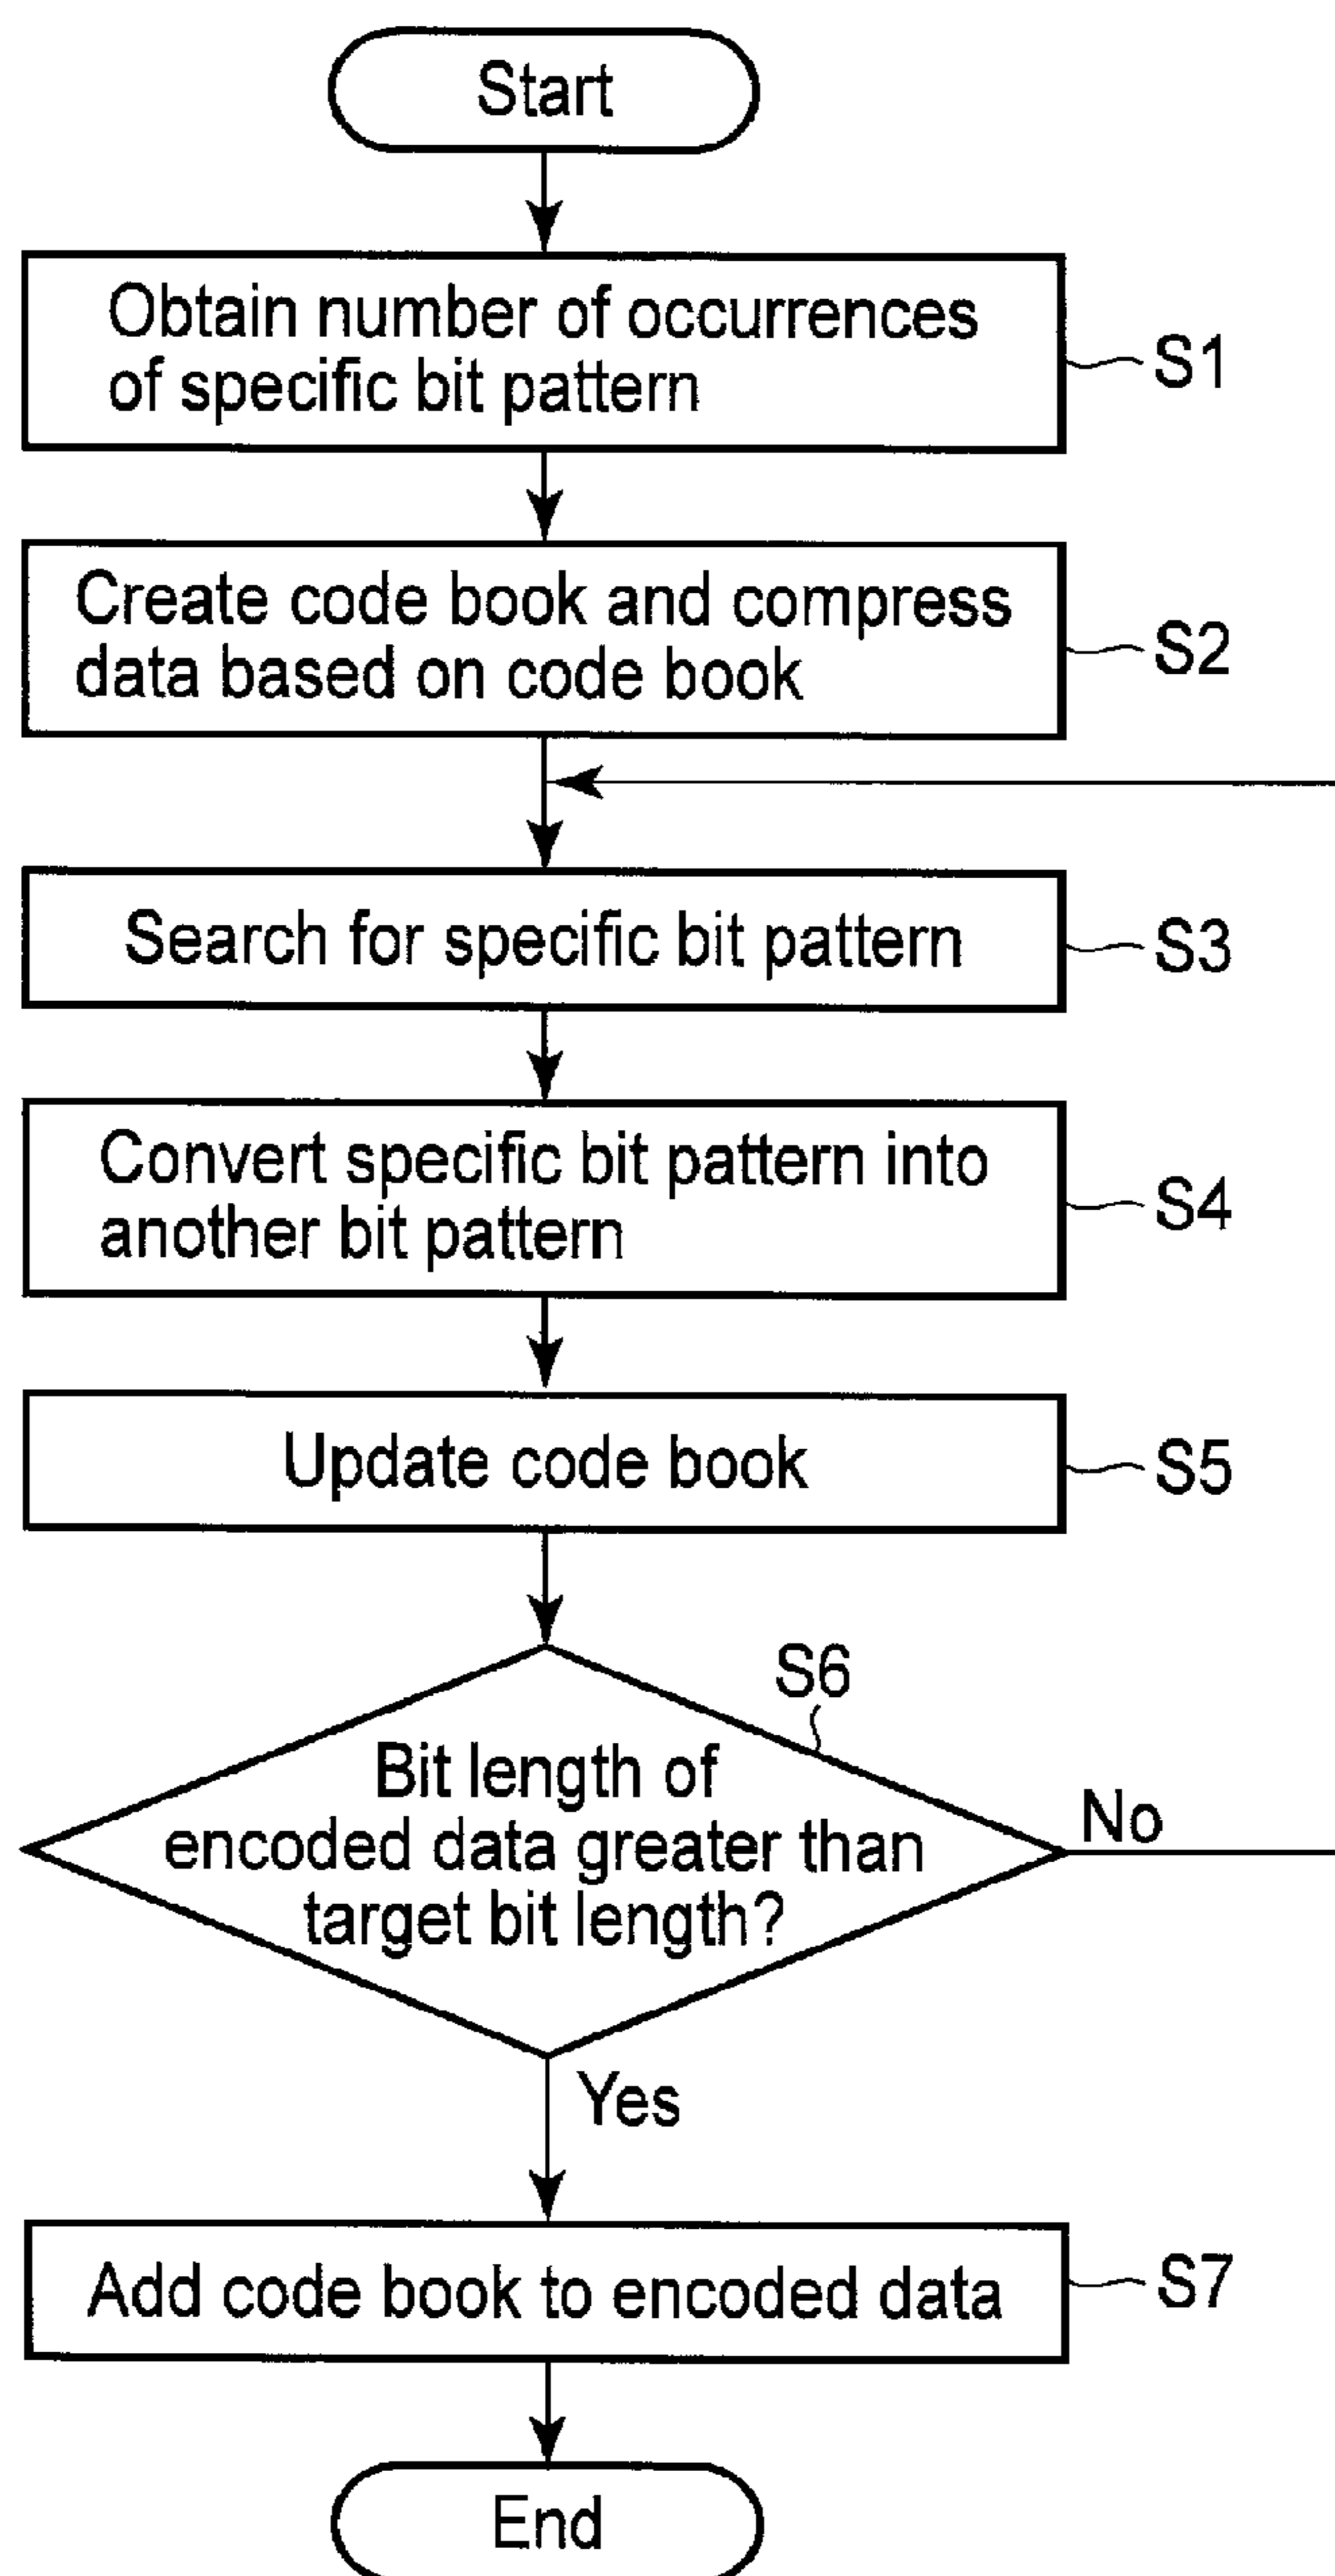 Start
Obtain number of occurrences
of specific bit pattern
S1
Create code book and compress
data based on code book
S2
Search for specific bit pattern
S3
Convert specific bit pattern into
another bit pattern
S4
Update code book
S5
S6
Bit length of
encoded data greater than
target bit length?
No
Yes
Add code book to encoded data
S7
End